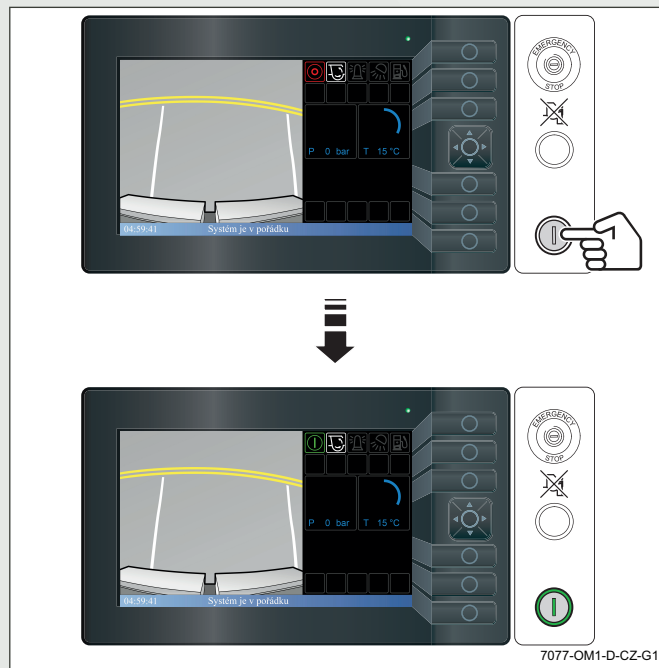 EMERGENCY
STOP
P 0 bar T 15 °C
04:59:41 Systém je v pořádku
EMERGENCY
STOP
P 0 bar T 15 °C
04:59:41 Systém je v pořádku
7077-OM1-D-CZ-G1